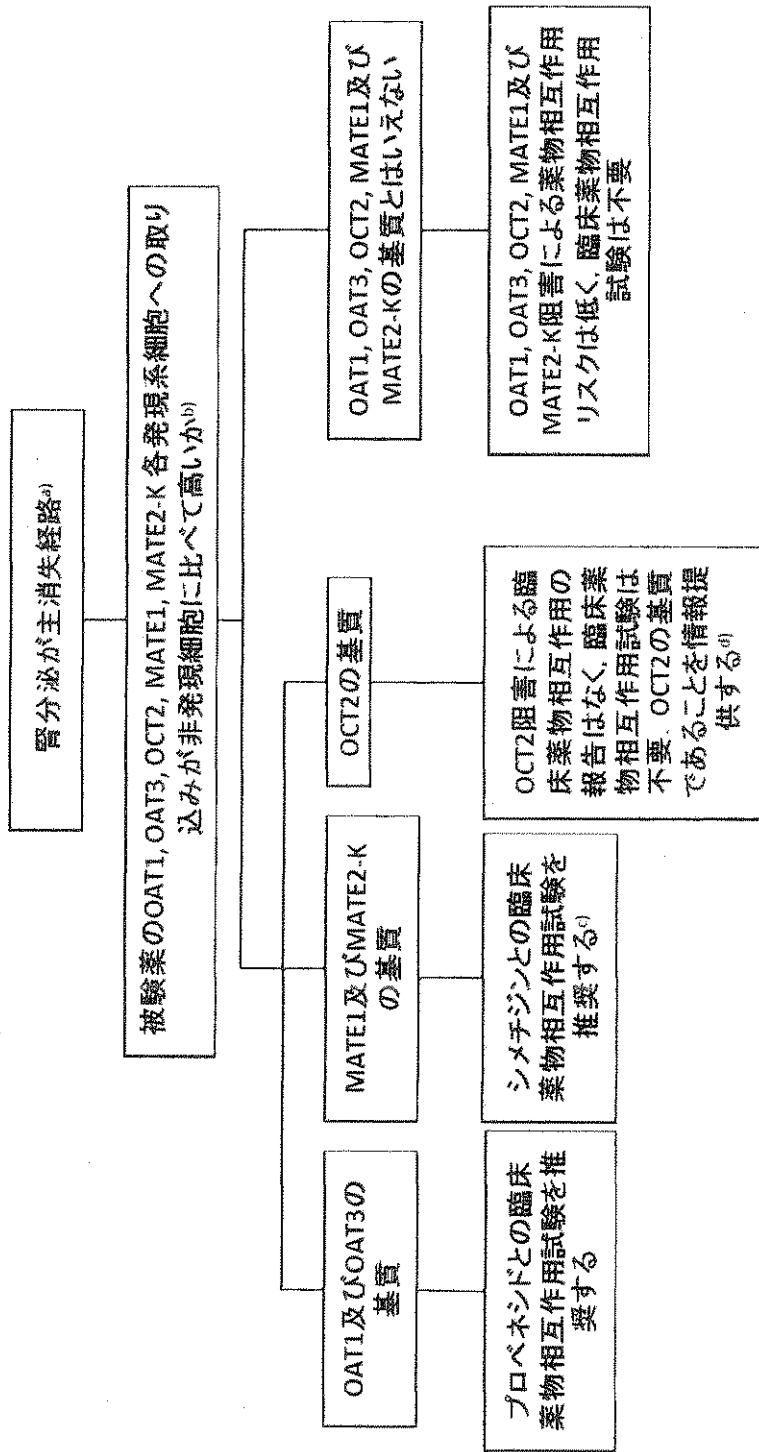 腎分泌が主消失経路a)
被験薬のOAT1, OAT3, OCT2, MATE1, MATE2-K 各発現系細胞への取り
込みが非発現細胞に比べて高いかb)
OAT1及びOAT3の
基質
プロベネシドとの臨床
薬物相互作用試験を推
奨する
MATE1及びMATE2-K
の基質
シメチジンとの臨床
薬物相互作用試験を
推奨するc)
OCT2の基質
OCT2阻害による臨
床薬物相互作用の
報告はなく、臨床薬
物相互作用試験は
不要、OCT2の基質
であることを情報提
供するd)
OAT1, OAT3, OCT2, MATE1及び
MATE2-Kの基質とはいえない
OAT1, OAT3, OCT2, MATE1及び
MATE2-K阻害による薬物相互作用
リスクは低く、臨床薬物相互作用
試験は不要